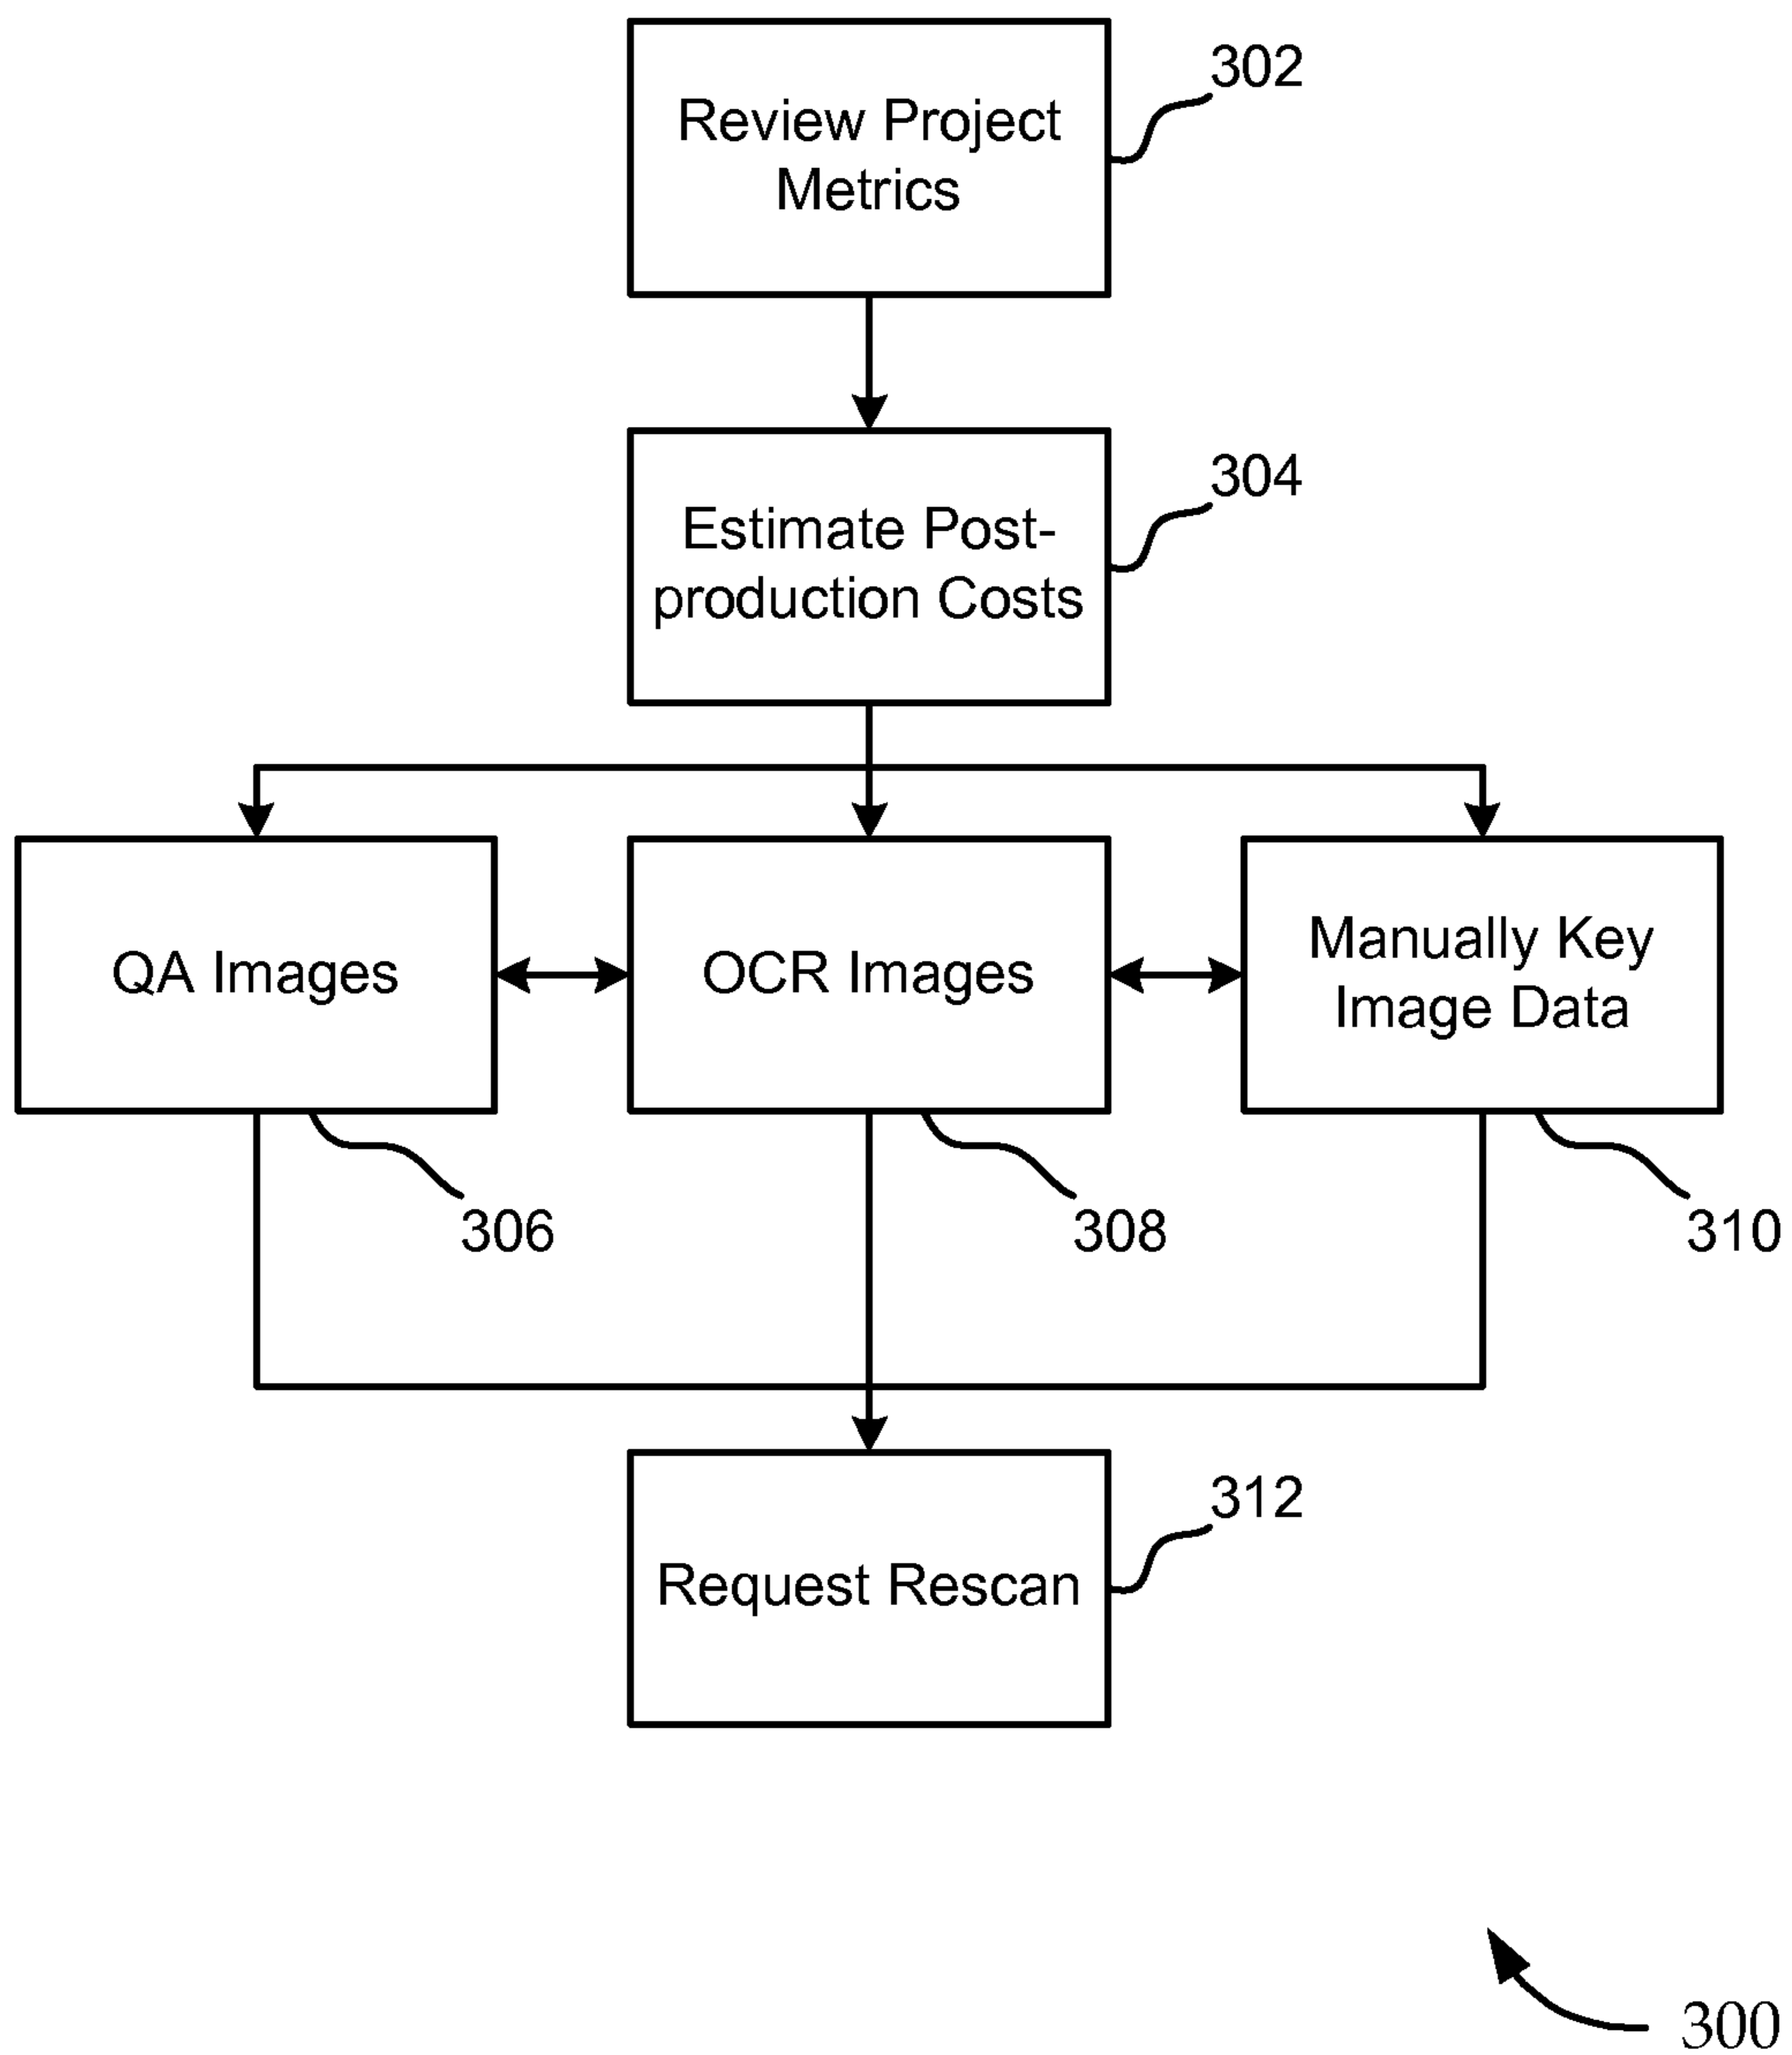 302
Review Project
Metrics
304
Estimate Post-
production Costs
QA Images
OCR Images
Manually Key
Image Data
306
308
310
312
Request Rescan
300